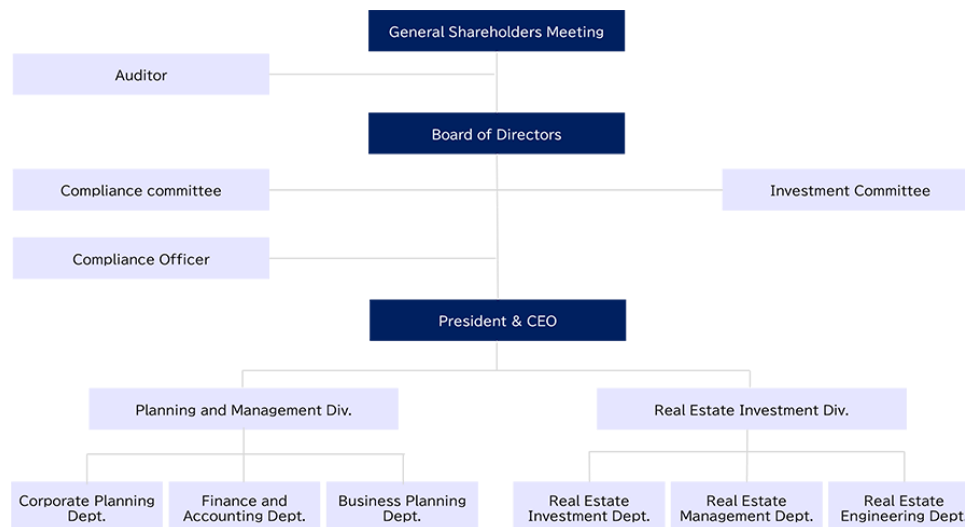 General Shareholders Meeting
Auditor
Board of Directors
Compliance committee
Investment Committee
Compliance Officer
President & CEO
Planning and Management Div.
Real Estate Investment Div.
Corporate Planning
Dept.
Finance and
Accounting Dept.
Business Planning
Dept.
Real Estate
Investment Dept.
Real Estate
Management Dept.
Real Estate
Engineering Dept